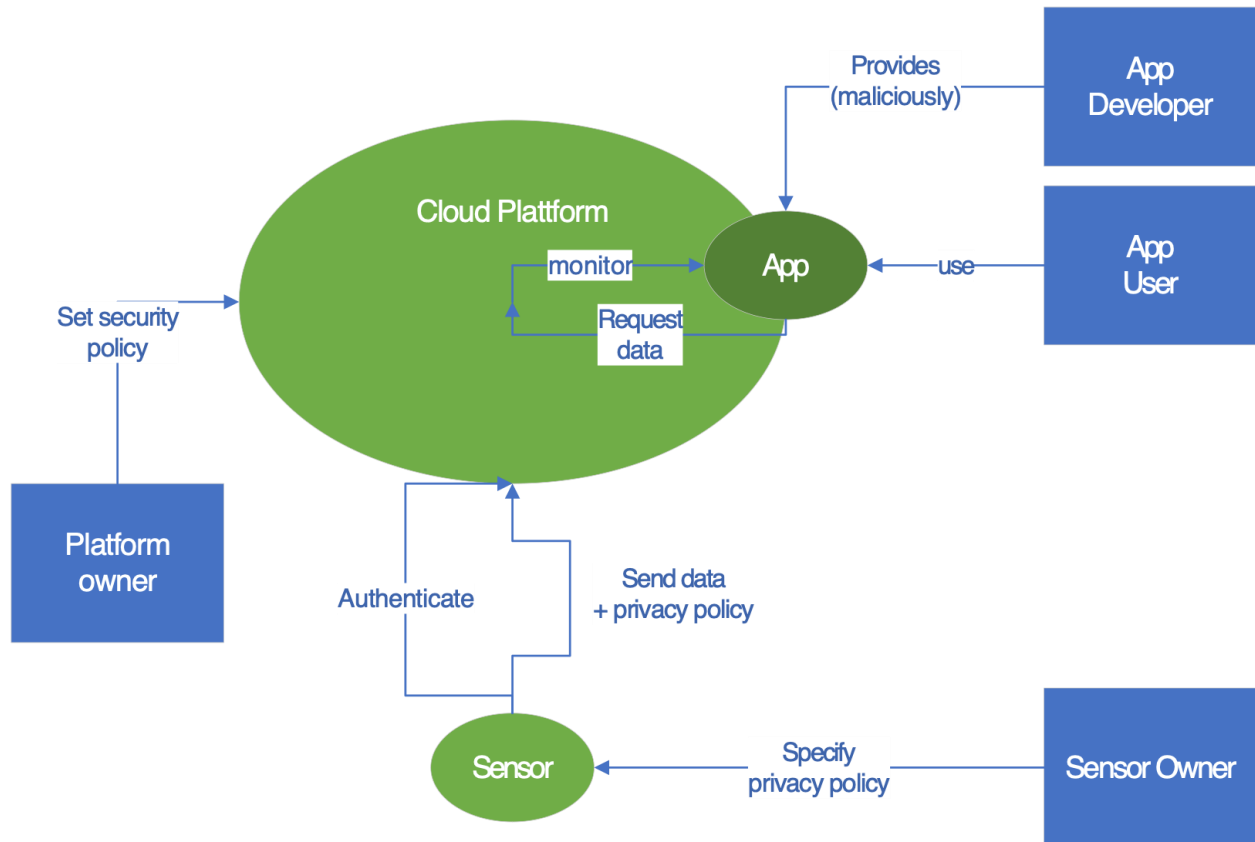 Provides
(maliciously)
App
Developer
Cloud Plattform
monitor
App
use
App
User
Set security
policy
Request
data
Platform
owner
Authenticate
Send data
+ privacy policy
Sensor
Specify
privacy policy
Sensor Owner